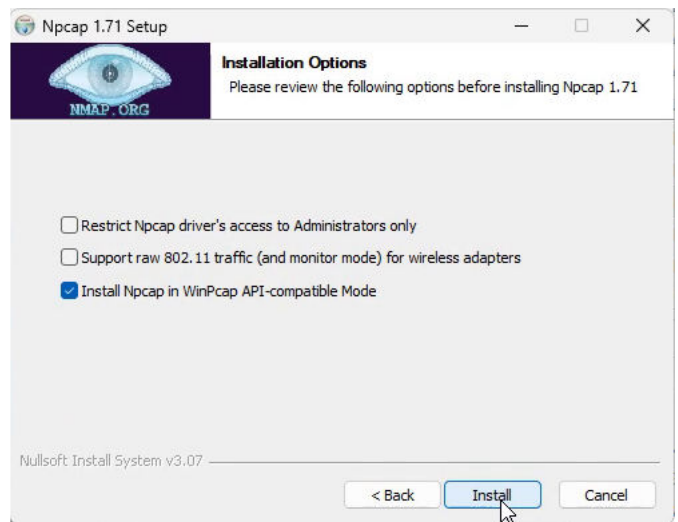 Npcap 1.71 Setup
NMAP.ORG
Installation Options
Please review the following options before installing Npcap 1.71
Restrict Npcap driver's access to Administrators only
Support raw 802.11 traffic (and monitor mode) for wireless adapters
Install Npcap in WinPcap API-compatible Mode
Nullsoft Install System v3.07
< Back Install Cancel